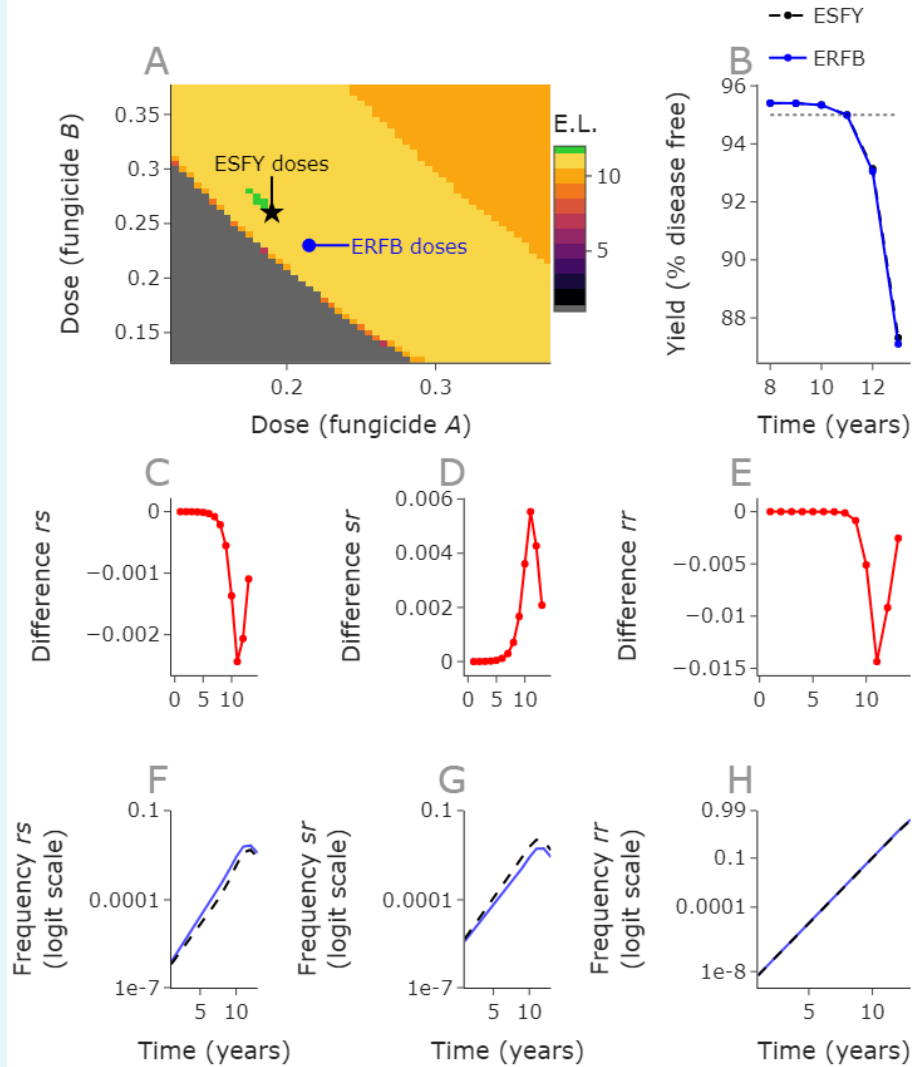 ESFY
ERFB
A
B
Dose (fungicide B)
0.35
0.3
0.25
0.2
0.15
ESFY doses
ERFB doses
0.2
0.3
Dose (fungicide A)
E.L.
10
5
Yield (% disease free)
96
94
92
90
88
8
10
12
Time (years)
C
Difference rs
0
−0.001
−0.002
0
5
10
D
Difference sr
0.006
0.004
0.002
0
0
5
10
E
Difference rr
0
−0.005
−0.01
−0.015
0
5
10
F
Frequency rs
(logit scale)
0.1
0.0001
1e-7
5
10
Time (years)
G
Frequency sr
(logit scale)
0.1
0.0001
1e-7
5
10
Time (years)
H
Frequency rr
(logit scale)
0.99
0.1
0.0001
1e-8
5
10
Time (years)